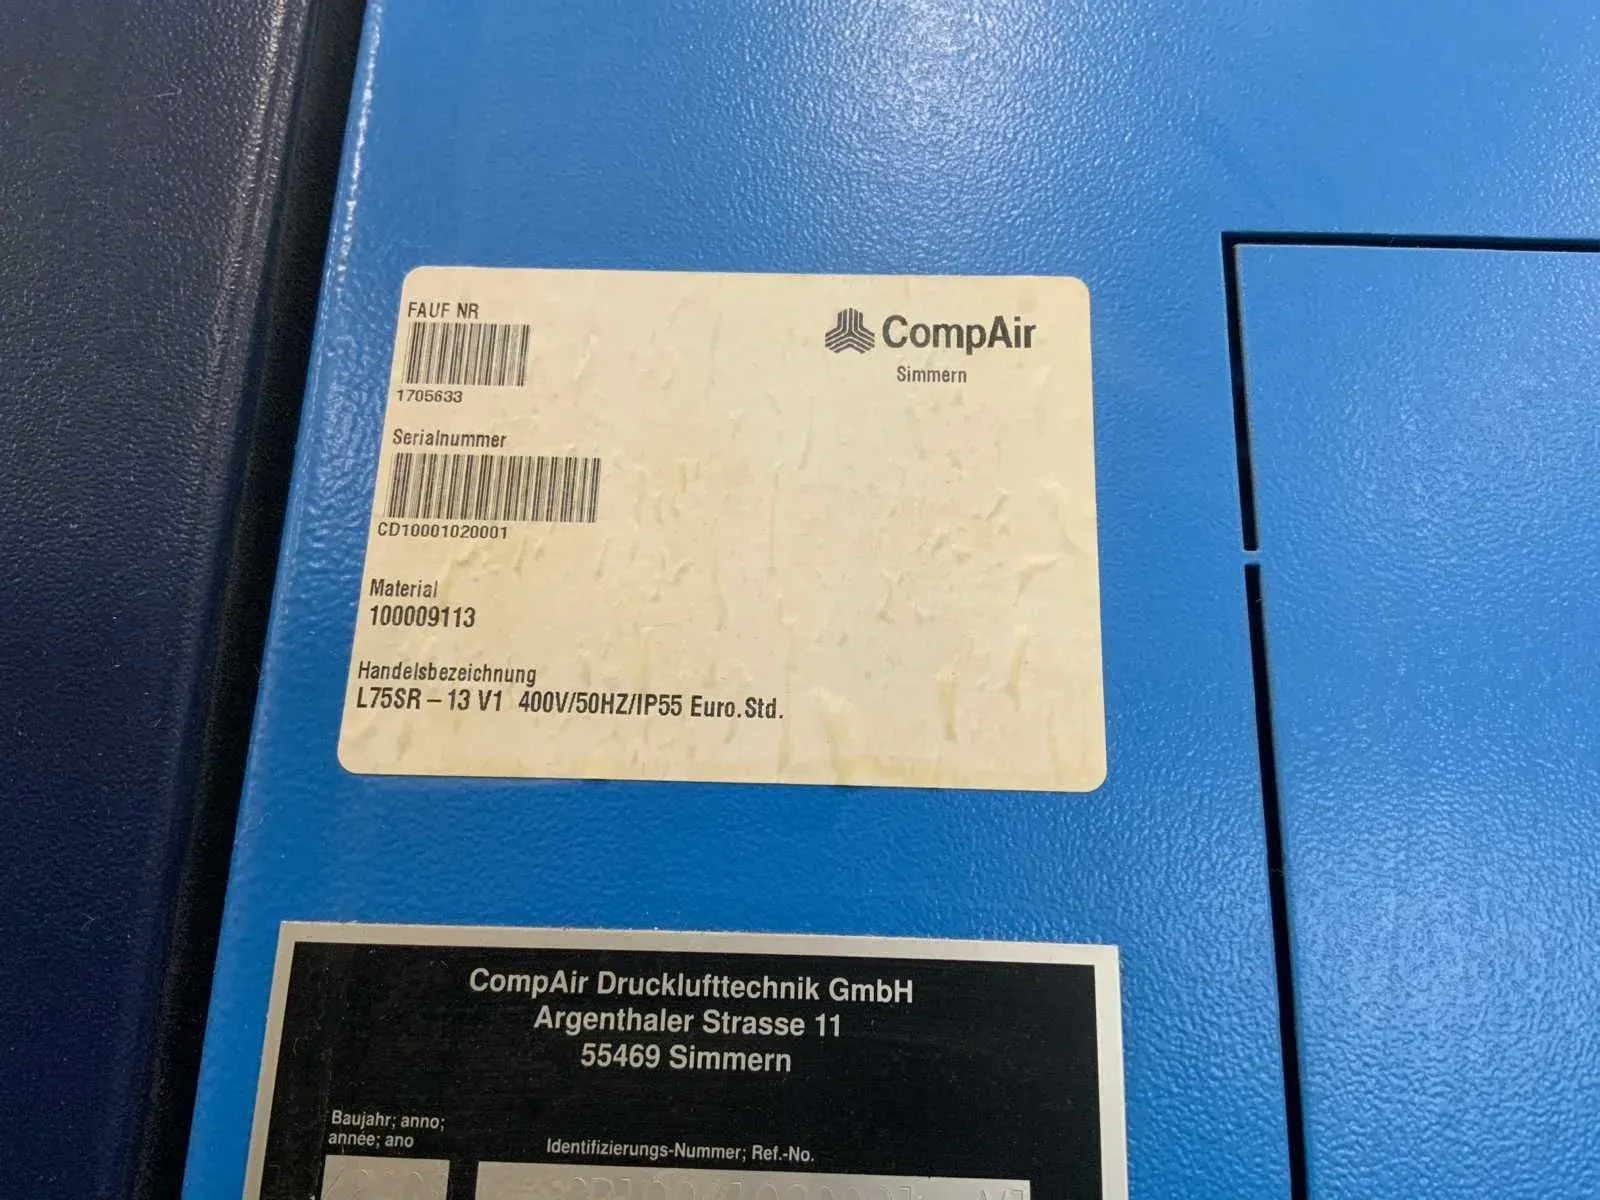 FAUF NR
1705633
CompAir
Simmern
Serialnummer
CD10001020001
Material
100009113
Handelsbezeichnung
L75SR – 13 V1 400V/50HZ/IP55 Euro.Std.
CompAir Drucklufttechnik GmbH
Argenthaler Strasse 11
55469 Simmern
Baujahr; anno;
année; ano
Identifizierungs-Nummer; Ref.-No.